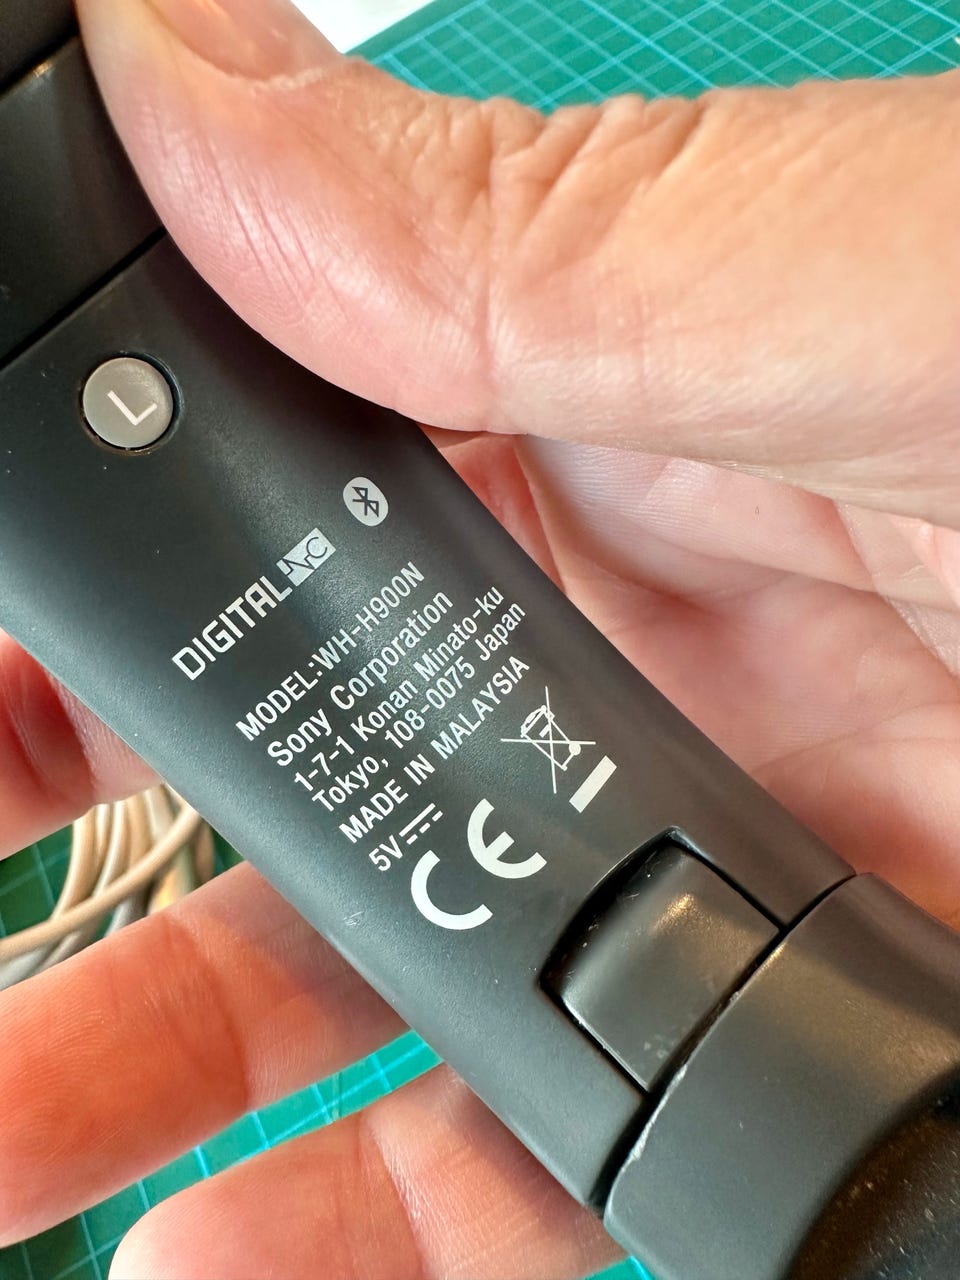 L
DIGITAL NC
MODEL:WH-H900N
Sony Corporation
1-7-1 Konan Minato-ku
Tokyo, 108-0075 Japan
MADE IN MALAYSIA
5V
CE